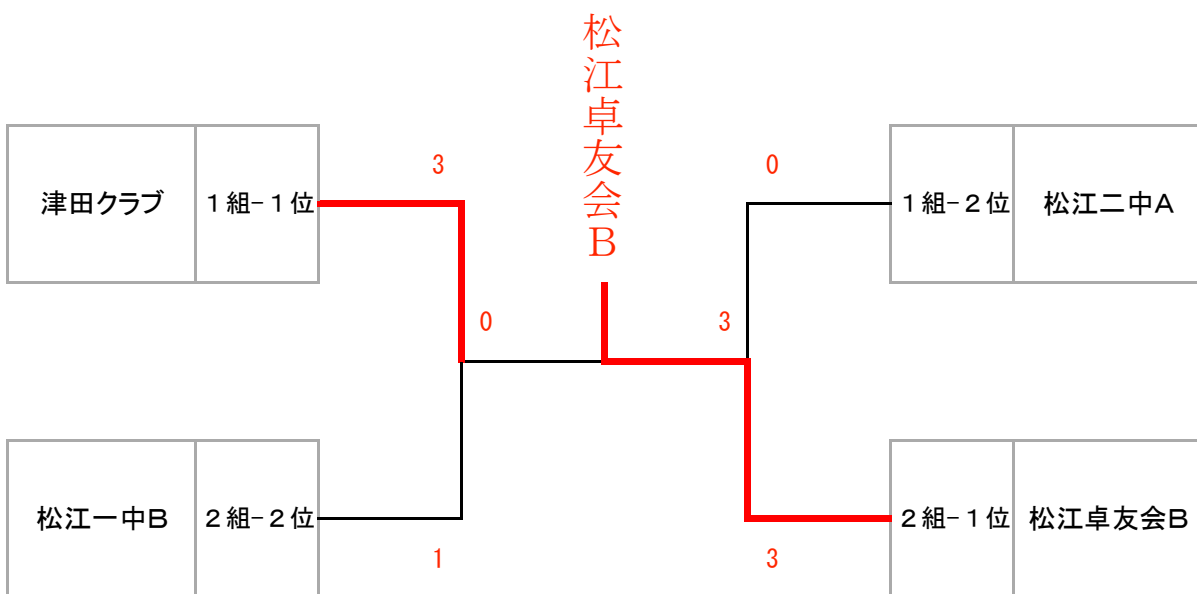 松江卓友会B
3
0
津田クラブ
1組-1位
1組-2位
松江二中A
0
3
松江一中B
2組-2位
2組-1位
松江卓友会B
1
3